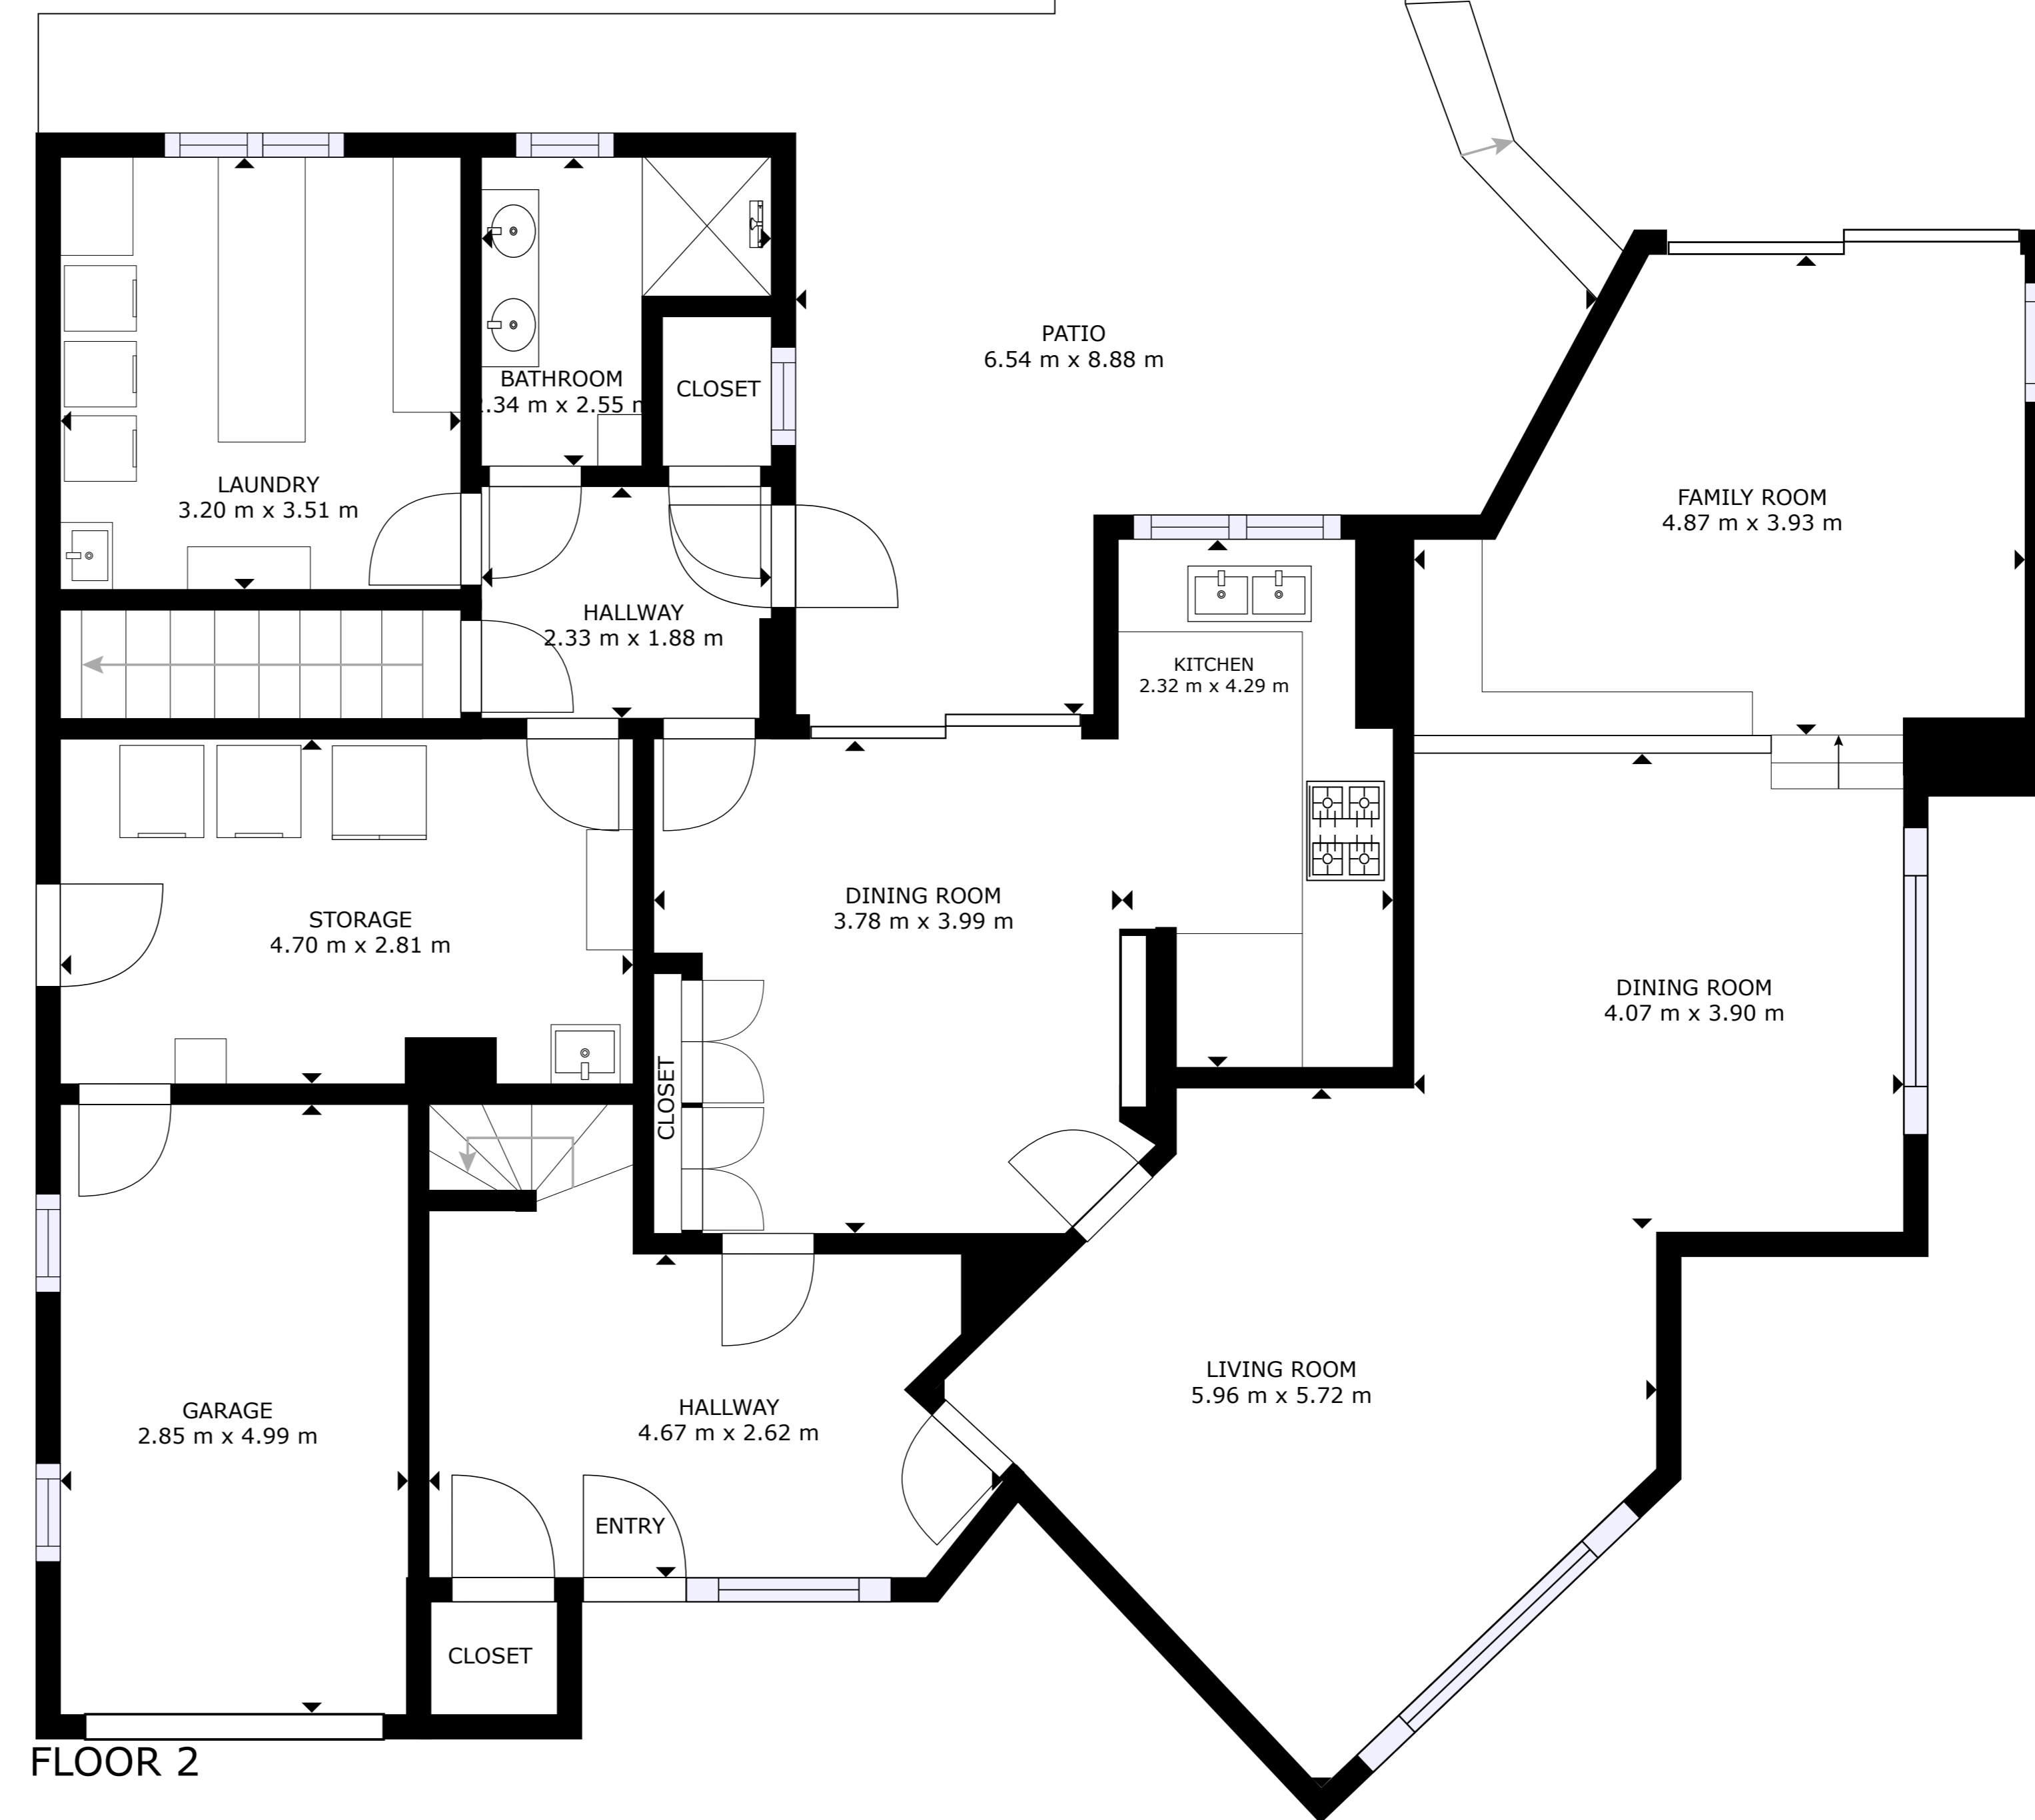 PATIO
6.54 m x 8.88 m
BATHROOM
.34 m x 2.55 m
CLOSET
LAUNDRY
3.20 m x 3.51 m
FAMILY ROOM
4.87 m x 3.93 m
HALLWAY
2.33 m x 1.88 m
KITCHEN
2.32 m x 4.29 m
STORAGE
4.70 m x 2.81 m
DINING ROOM
3.78 m x 3.99 m
DINING ROOM
4.07 m x 3.90 m
CLOSET
LIVING ROOM
5.96 m x 5.72 m
GARAGE
2.85 m x 4.99 m
HALLWAY
4.67 m x 2.62 m
ENTRY
CLOSET
FLOOR 2